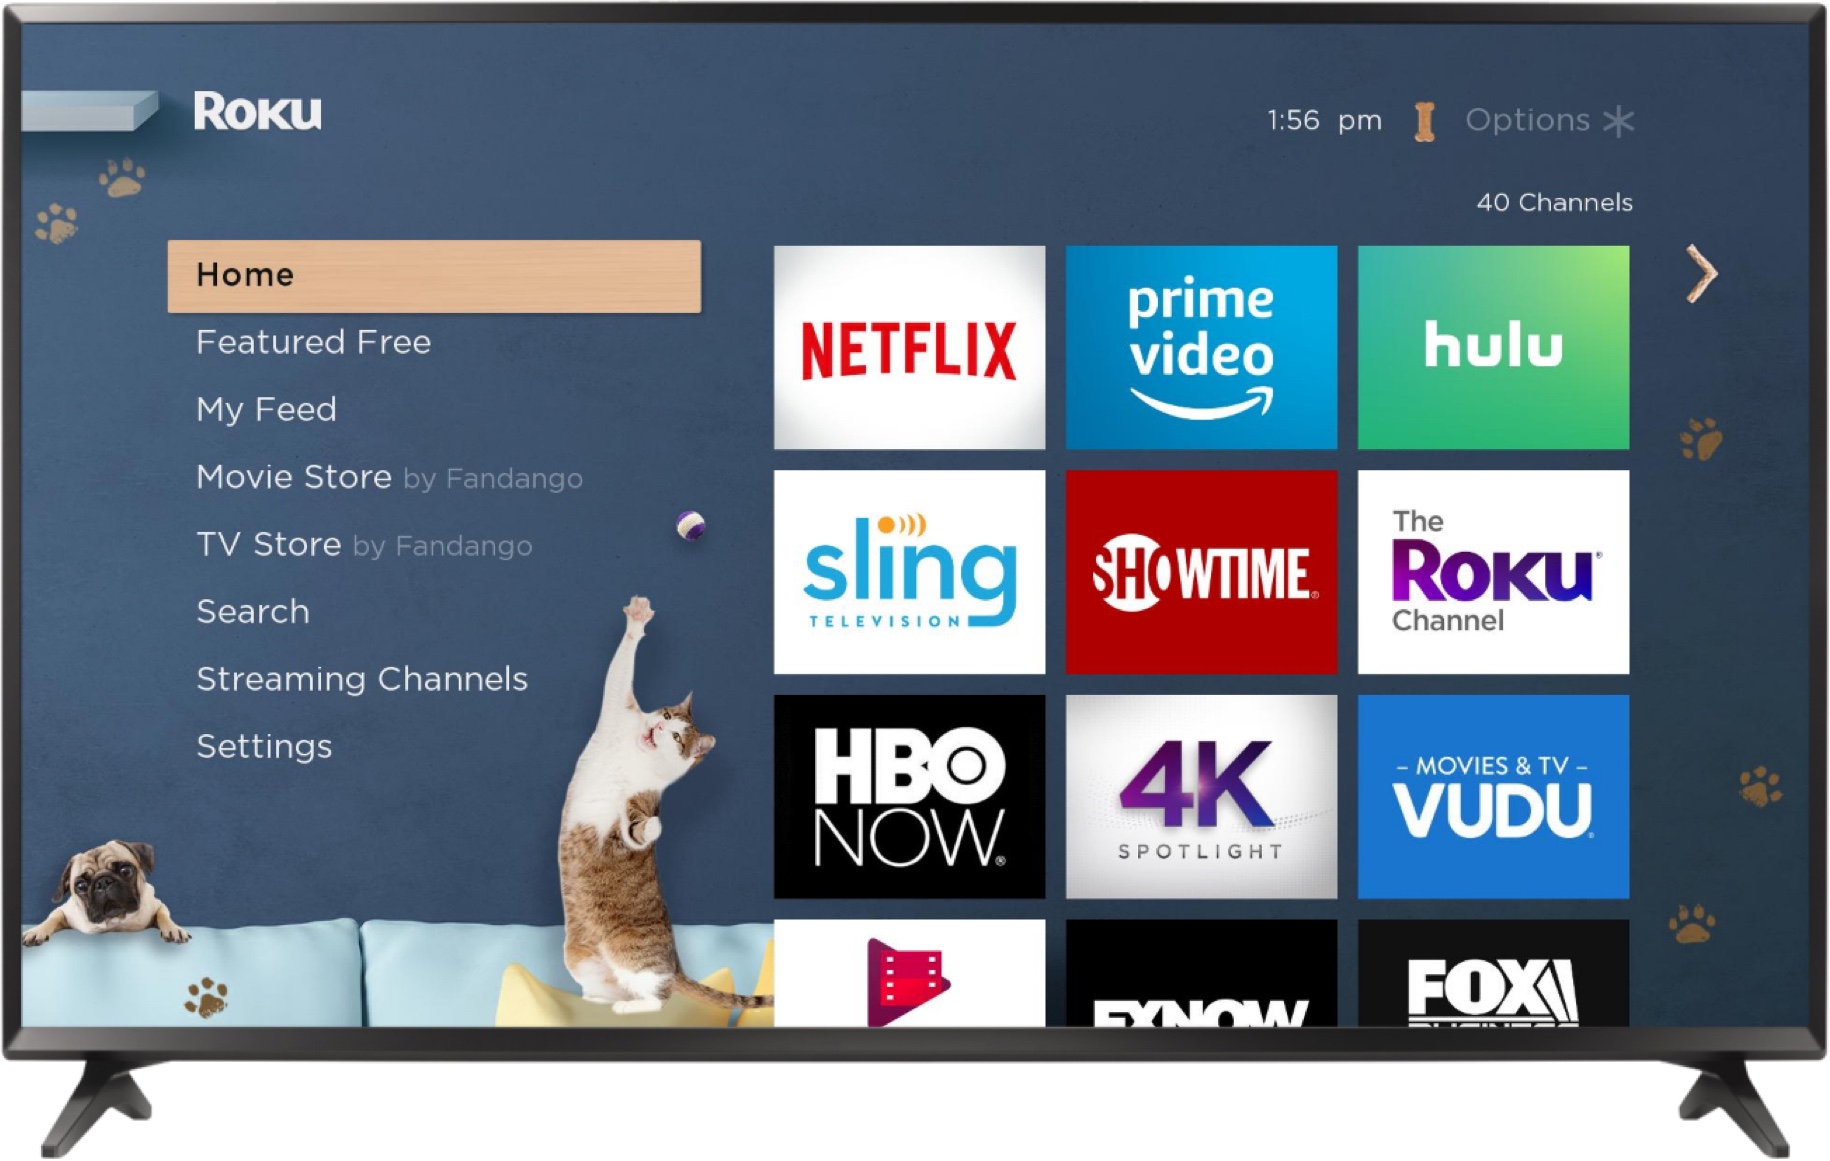 Roku
1:56 pm
Options
40 Channels
Home
Featured Free
My Feed
Movie Store by Fandango
TV Store by Fandango
Search
Streaming Channels
Settings
NETFLIX
prime
video
hulu
sling
TELEVISION
SHOWTIME®
The
Roku®
Channel
HBO
NOW®
4K
SPOTLIGHT
– MOVIES & TV –
VUDU®
FXNOW
FOX
BUSINESS